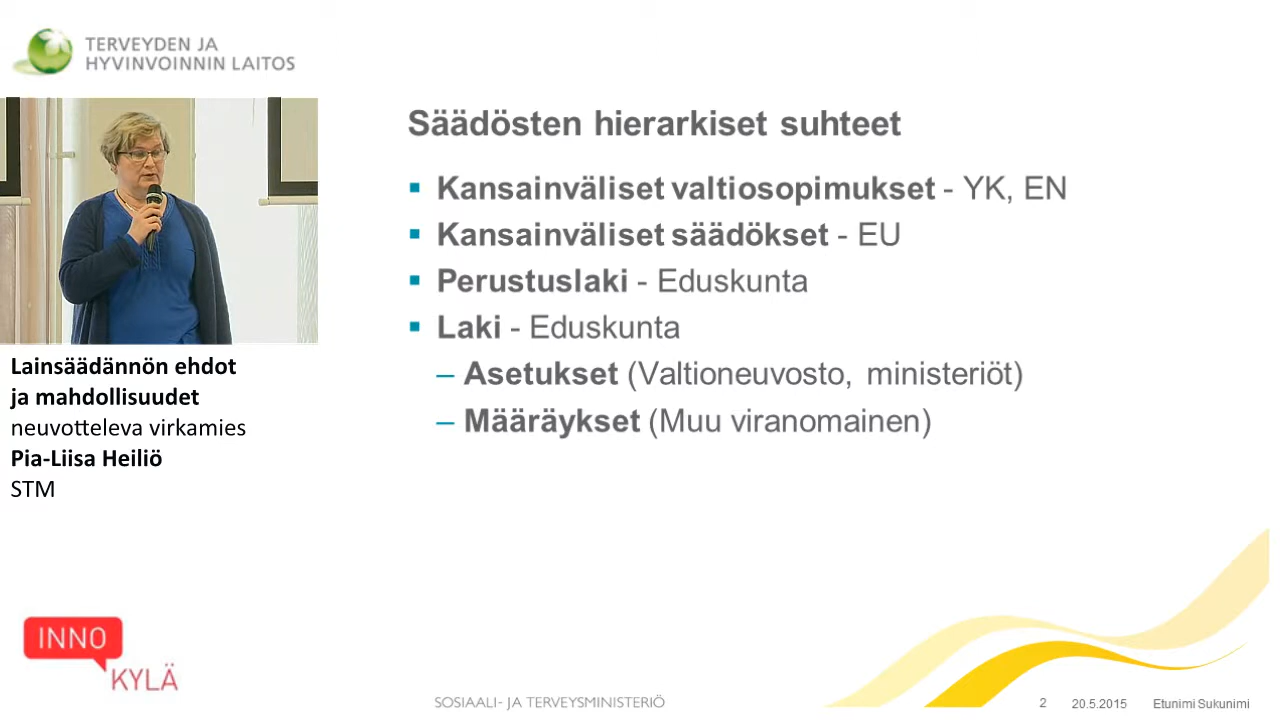 TERVEYDEN JA
HYVINVOINNIN LAITOS
Säädösten hierarkiset suhteet
▪ Kansainväliset valtiosopimukset - YK, EN
▪ Kansainväliset säädökset - EU
▪ Perustuslaki - Eduskunta
▪ Laki - Eduskunta
– Asetukset (Valtioneuvosto, ministeriöt)
– Määräykset (Muu viranomainen)
Lainsäädännön ehdot
ja mahdollisuudet
neuvotteleva virkamies
Pia-Liisa Heiliö
STM
INNO
KYLÄ
SOSIAALI- JA TERVEYSMINISTERIÖ
2 20.5.2015 Etunimi Sukunimi